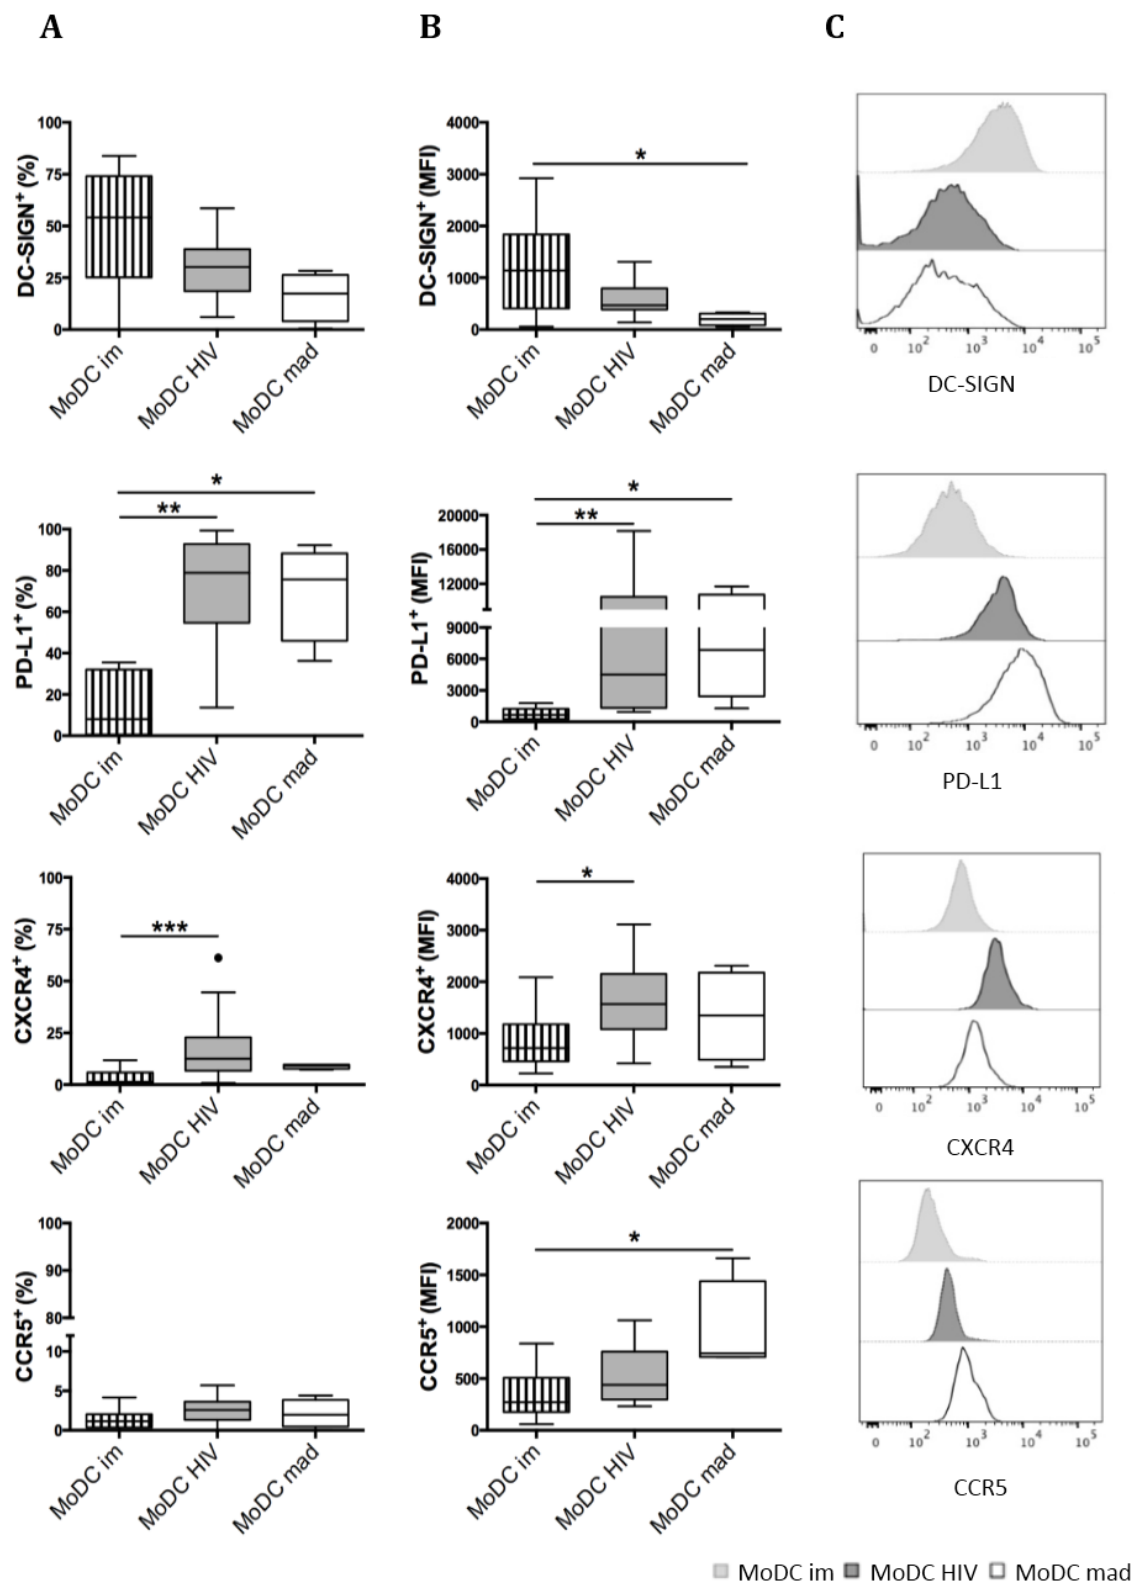 A
B
C
DC-SIGN+ (%)
100
75
50
25
0
MoDC im
MoDC HIV
MoDC mad
DC-SIGN+ (MFI)
4000
3000
2000
1000
0
*
MoDC im
MoDC HIV
MoDC mad
0 10² 10³ 10⁴ 10⁵
DC-SIGN
PD-L1+ (%)
100
80
60
40
20
0
*
**
MoDC im
MoDC HIV
MoDC mad
PD-L1+ (MFI)
20000
16000
12000
9000
6000
3000
0
*
**
MoDC im
MoDC HIV
MoDC mad
0 10² 10³ 10⁴ 10⁵
PD-L1
CXCR4+ (%)
100
75
50
25
0
***
MoDC im
MoDC HIV
MoDC mad
CXCR4+ (MFI)
4000
3000
2000
1000
0
*
MoDC im
MoDC HIV
MoDC mad
0 10² 10³ 10⁴ 10⁵
CXCR4
CCR5+ (%)
100
90
80
10
5
0
MoDC im
MoDC HIV
MoDC mad
CCR5+ (MFI)
2000
1500
1000
500
0
*
MoDC im
MoDC HIV
MoDC mad
0 10² 10³ 10⁴ 10⁵
CCR5
MoDC im MoDC HIV MoDC mad